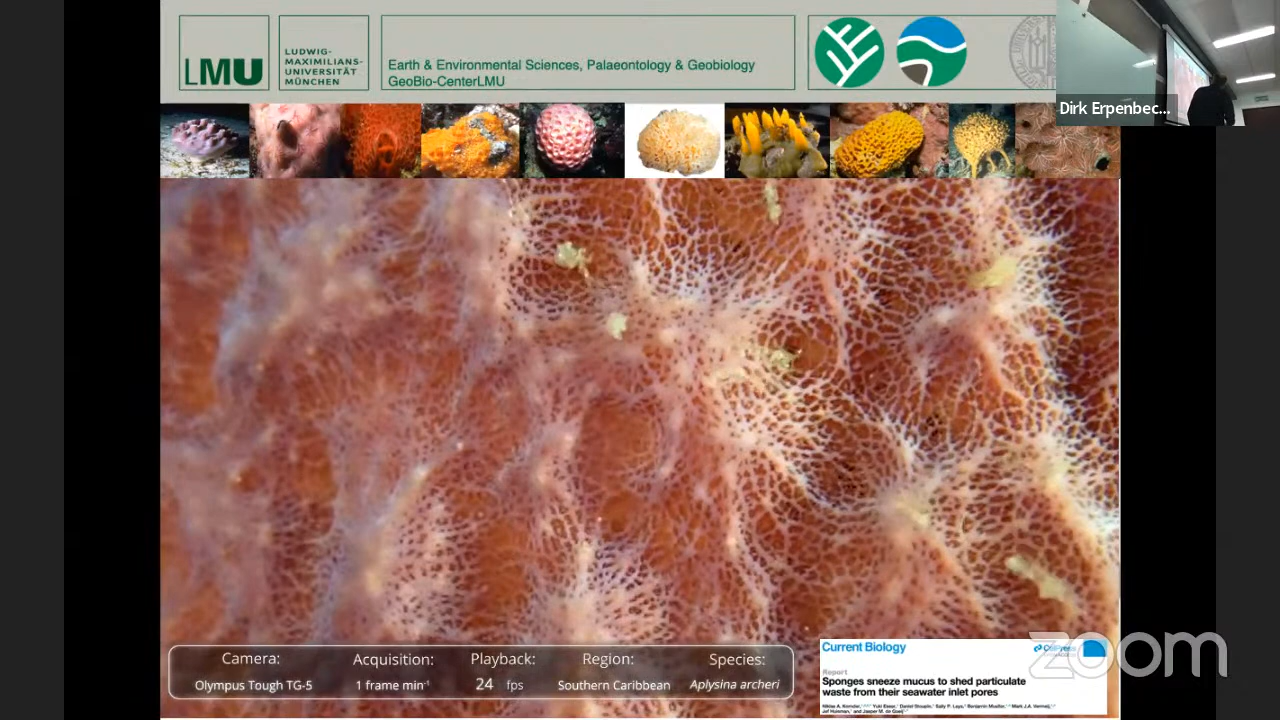 LMU
LUDWIG-
MAXIMILIANS-
UNIVERSITÄT
MÜNCHEN
Earth & Environmental Sciences, Palaeontology & Geobiology
GeoBio-CenterLMU
Dirk Erpenbec...
Camera:
Olympus Tough TG-5
Acquisition:
1 frame min⁻¹
Playback:
24 fps
Region:
Southern Caribbean
Species:
Aplysina archeri
Current Biology
CellPress
Report
Sponges sneeze mucus to shed particulate
waste from their seawater inlet pores
zoom